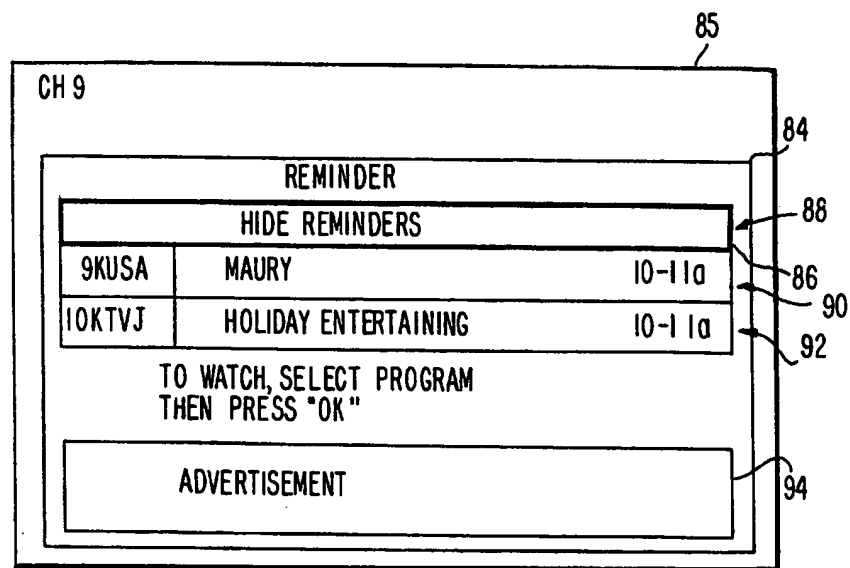 85
CH 9
84
REMINDER
HIDE REMINDERS
88
86
9KUSA MAURY 10-11a
90
10KTVJ HOLIDAY ENTERTAINING 10-11a
92
TO WATCH, SELECT PROGRAM
THEN PRESS "OK"
ADVERTISEMENT
94